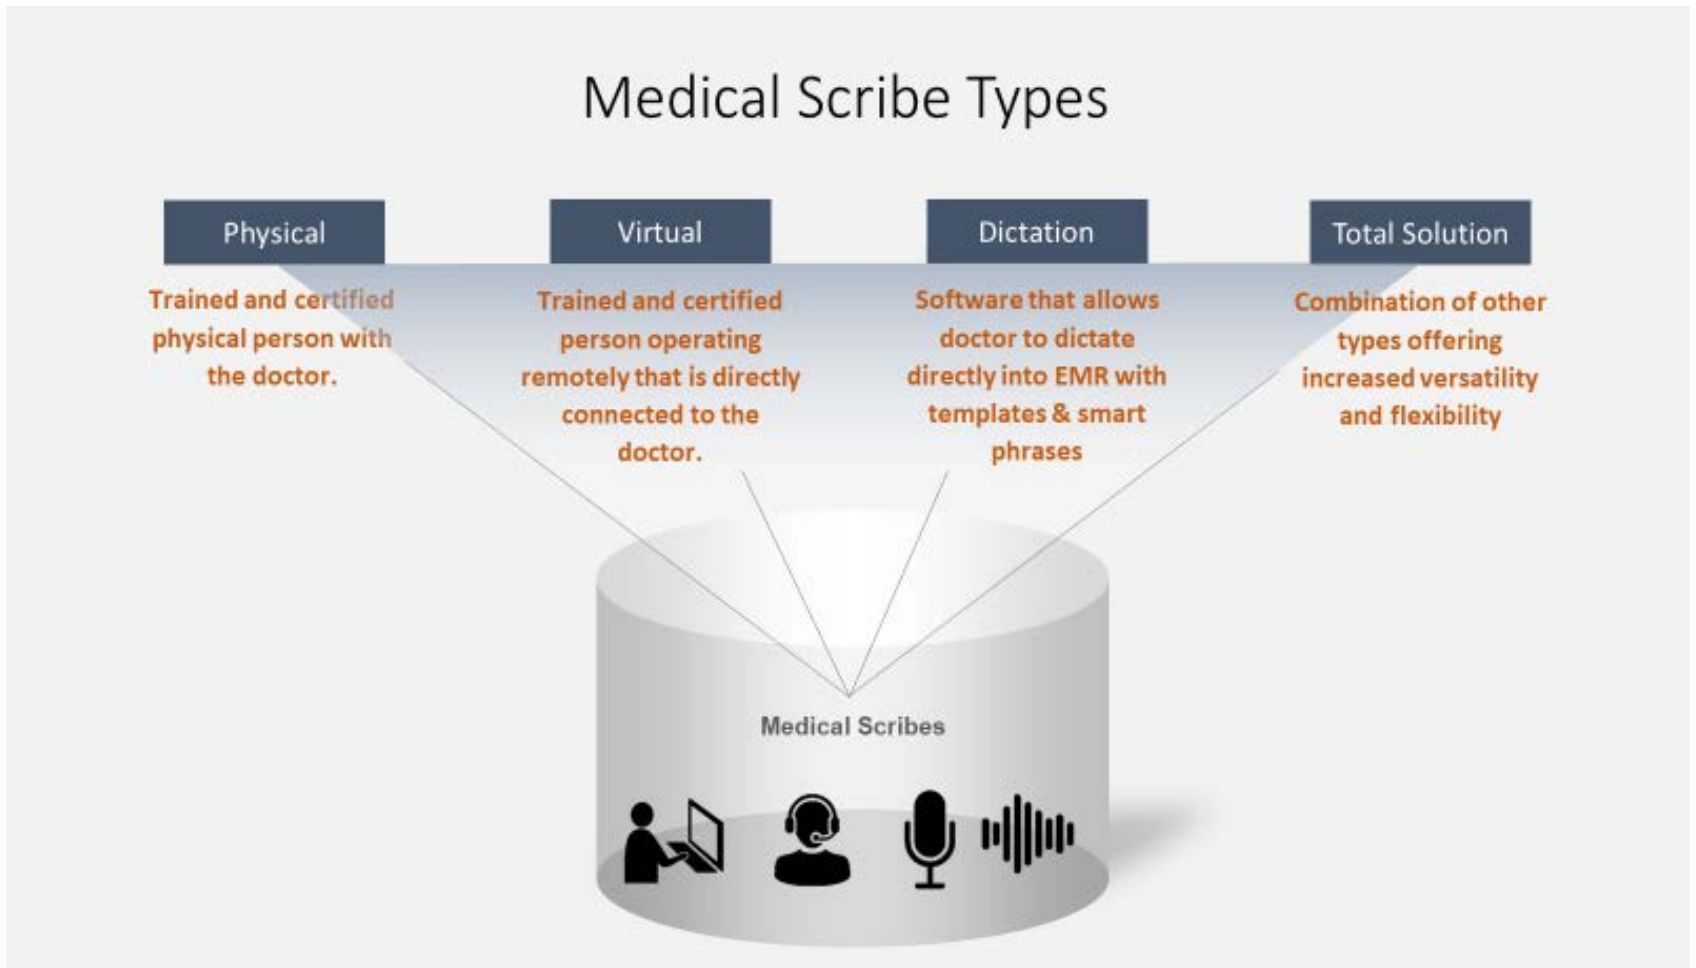 Medical Scribe Types
Physical
Trained and certified
physical person with
the doctor.
Virtual
Trained and certified
person operating
remotely that is directly
connected to the
doctor.
Dictation
Software that allows
doctor to dictate
directly into EMR with
templates & smart
phrases
Total Solution
Combination of other
types offering
increased versatility
and flexibility
Medical Scribes